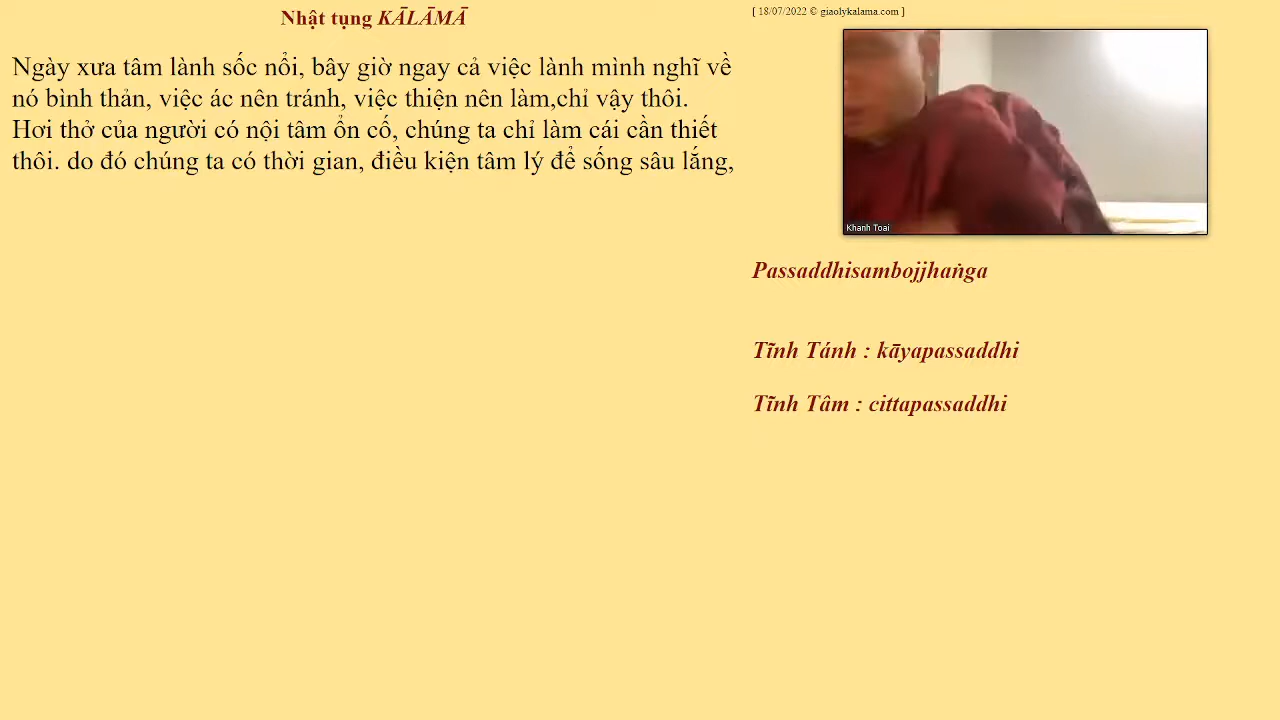 Nhật tụng KĀLĀMĀ
[ 18/07/2022 © giaolykalama.com ]
Ngày xưa tâm lành sốc nổi, bây giờ ngay cả việc lành mình nghĩ về
nó bình thản, việc ác nên tránh, việc thiện nên làm,chỉ vậy thôi.
Hơi thở của người có nội tâm ổn cố, chúng ta chỉ làm cái cần thiết
thôi. do đó chúng ta có thời gian, điều kiện tâm lý để sống sâu lắng,
Khanh Toai
Passaddhisambojjhaṅga
Tĩnh Tánh : kāyapassaddhi
Tĩnh Tâm : cittapassaddhi